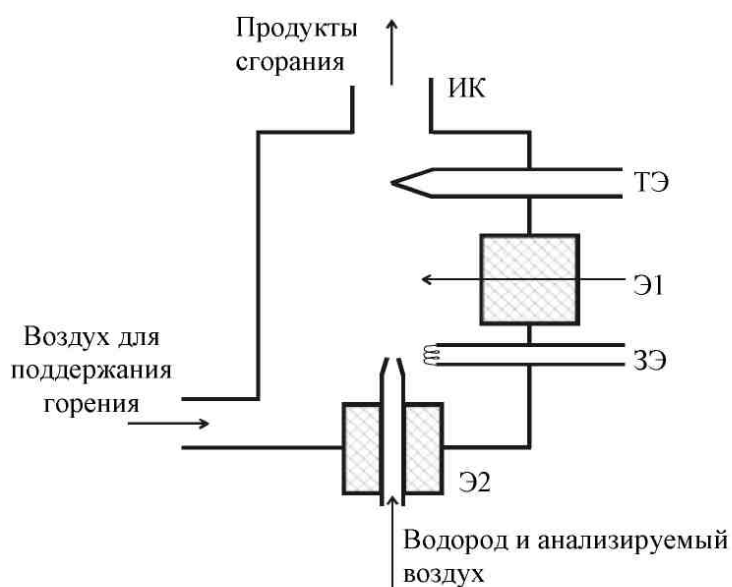 Продукты
сгорания
ИК
ТЭ
Э1
Воздух для
поддержания
горения
ЗЭ
Э2
Водород и анализируемый
воздух